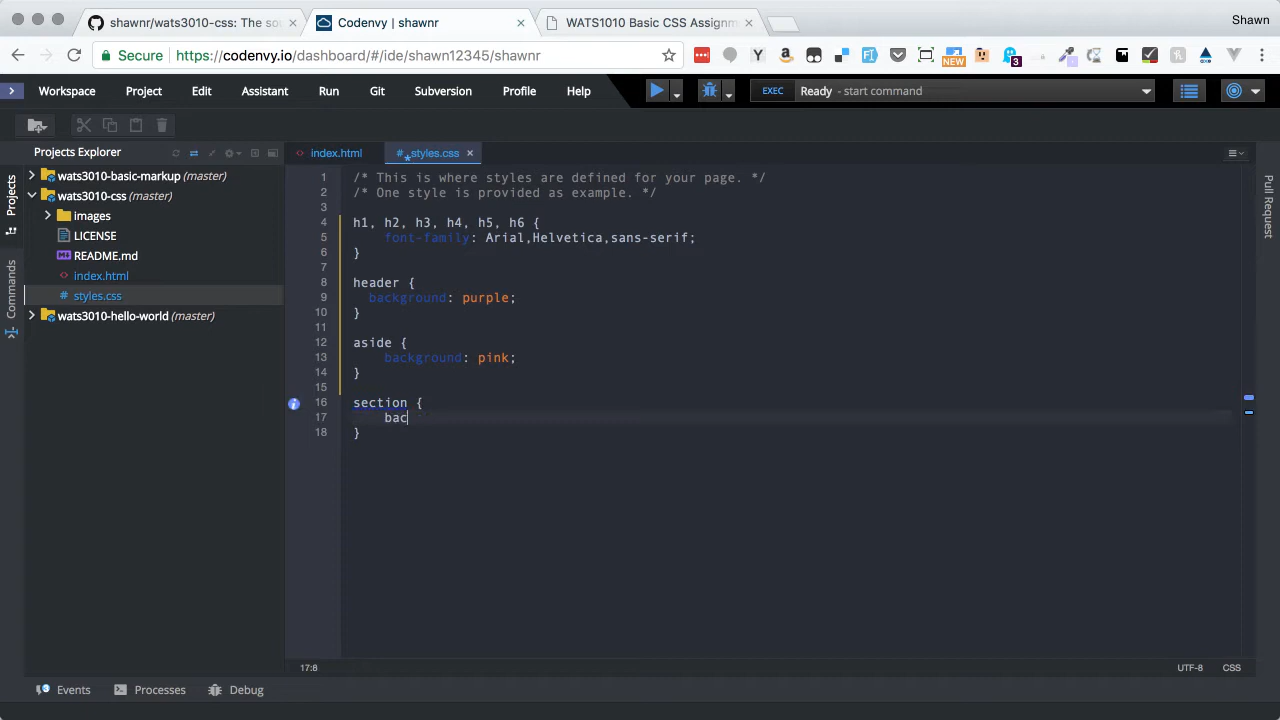 shawnr/wats3010-css: The sou
Codenvy | shawnr
WATS1010 Basic CSS Assignm
Shawn
Secure
https://codenvy.io/dashboard/#/ide/shawn12345/shawnr
NEW
3
Workspace
Project
Edit
Assistant
Run
Git
Subversion
Profile
Help
EXEC
Ready - start command
Projects Explorer
index.html
# *styles.css
Projects
Commands
Pull Request
wats3010-basic-markup (master)
wats3010-css (master)
images
LICENSE
README.md
index.html
# styles.css
wats3010-hello-world (master)
1 /* This is where styles are defined for your page. */
2 /* One style is provided as example. */
3
4 h1, h2, h3, h4, h5, h6 {
5 font-family: Arial,Helvetica,sans-serif;
6 }
7
8 header {
9 background: purple;
10 }
11
12 aside {
13 background: pink;
14 }
15
16 section {
17 bac
18 }
17:8
UTF-8
CSS
Events
Processes
Debug